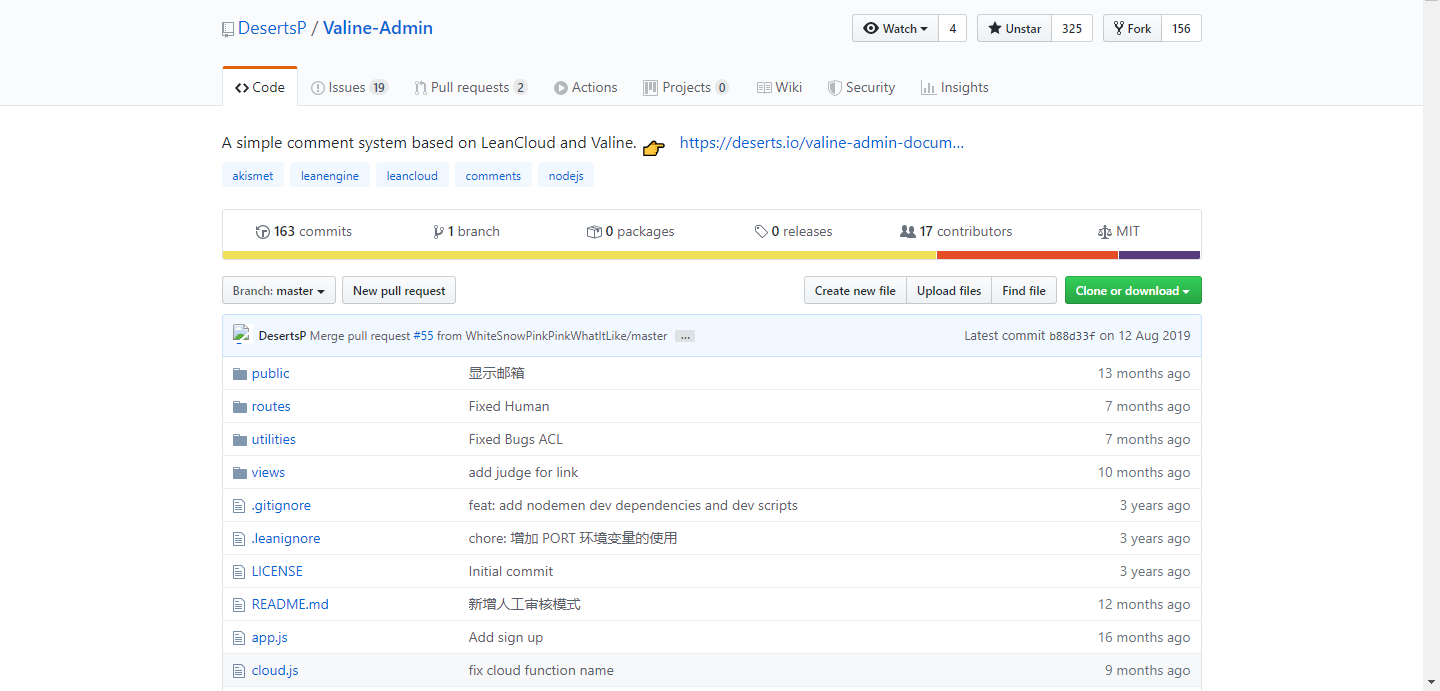 DesertsP / Valine-Admin
Watch 4 Unstar 325 Fork 156
Code Issues 19 Pull requests 2 Actions Projects 0 Wiki Security Insights
A simple comment system based on LeanCloud and Valine. https://deserts.io/valine-admin-docum...
akismet leanengine leancloud comments nodejs
163 commits 1 branch 0 packages 0 releases 17 contributors MIT
Branch: master New pull request Create new file Upload files Find file Clone or download
DesertsP Merge pull request #55 from WhiteSnowPinkPinkWhatItLike/master ... Latest commit b88d33f on 12 Aug 2019
public 显示邮箱 13 months ago
routes Fixed Human 7 months ago
utilities Fixed Bugs ACL 7 months ago
views add judge for link 10 months ago
.gitignore feat: add nodemen dev dependencies and dev scripts 3 years ago
.leanignore chore: 增加 PORT 环境变量的使用 3 years ago
LICENSE Initial commit 3 years ago
README.md 新增人工审核模式 12 months ago
app.js Add sign up 16 months ago
cloud.js fix cloud function name 9 months ago